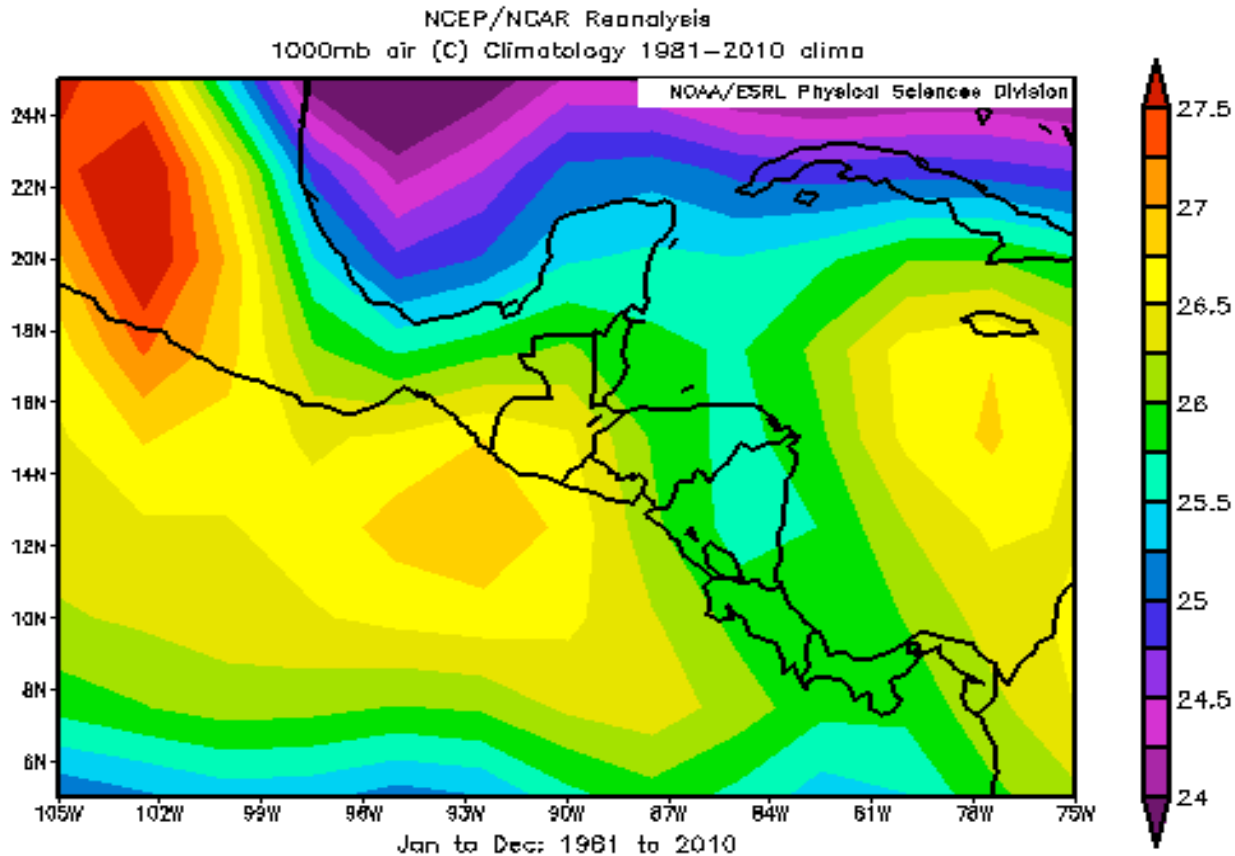 NCEP/NCAR Reanalysis
1000mb air (C) Climatology 1981-2010 climo
NOAA/ESRL Physical Sciences Division
24N
22N
20N
18N
16N
14N
12N
10N
8N
6N
105W 102W 99W 96W 93W 90W 87W 84W 81W 78W 75W
Jan to Dec: 1981 to 2010
27.5
27
26.5
26
25.5
25
24.5
24